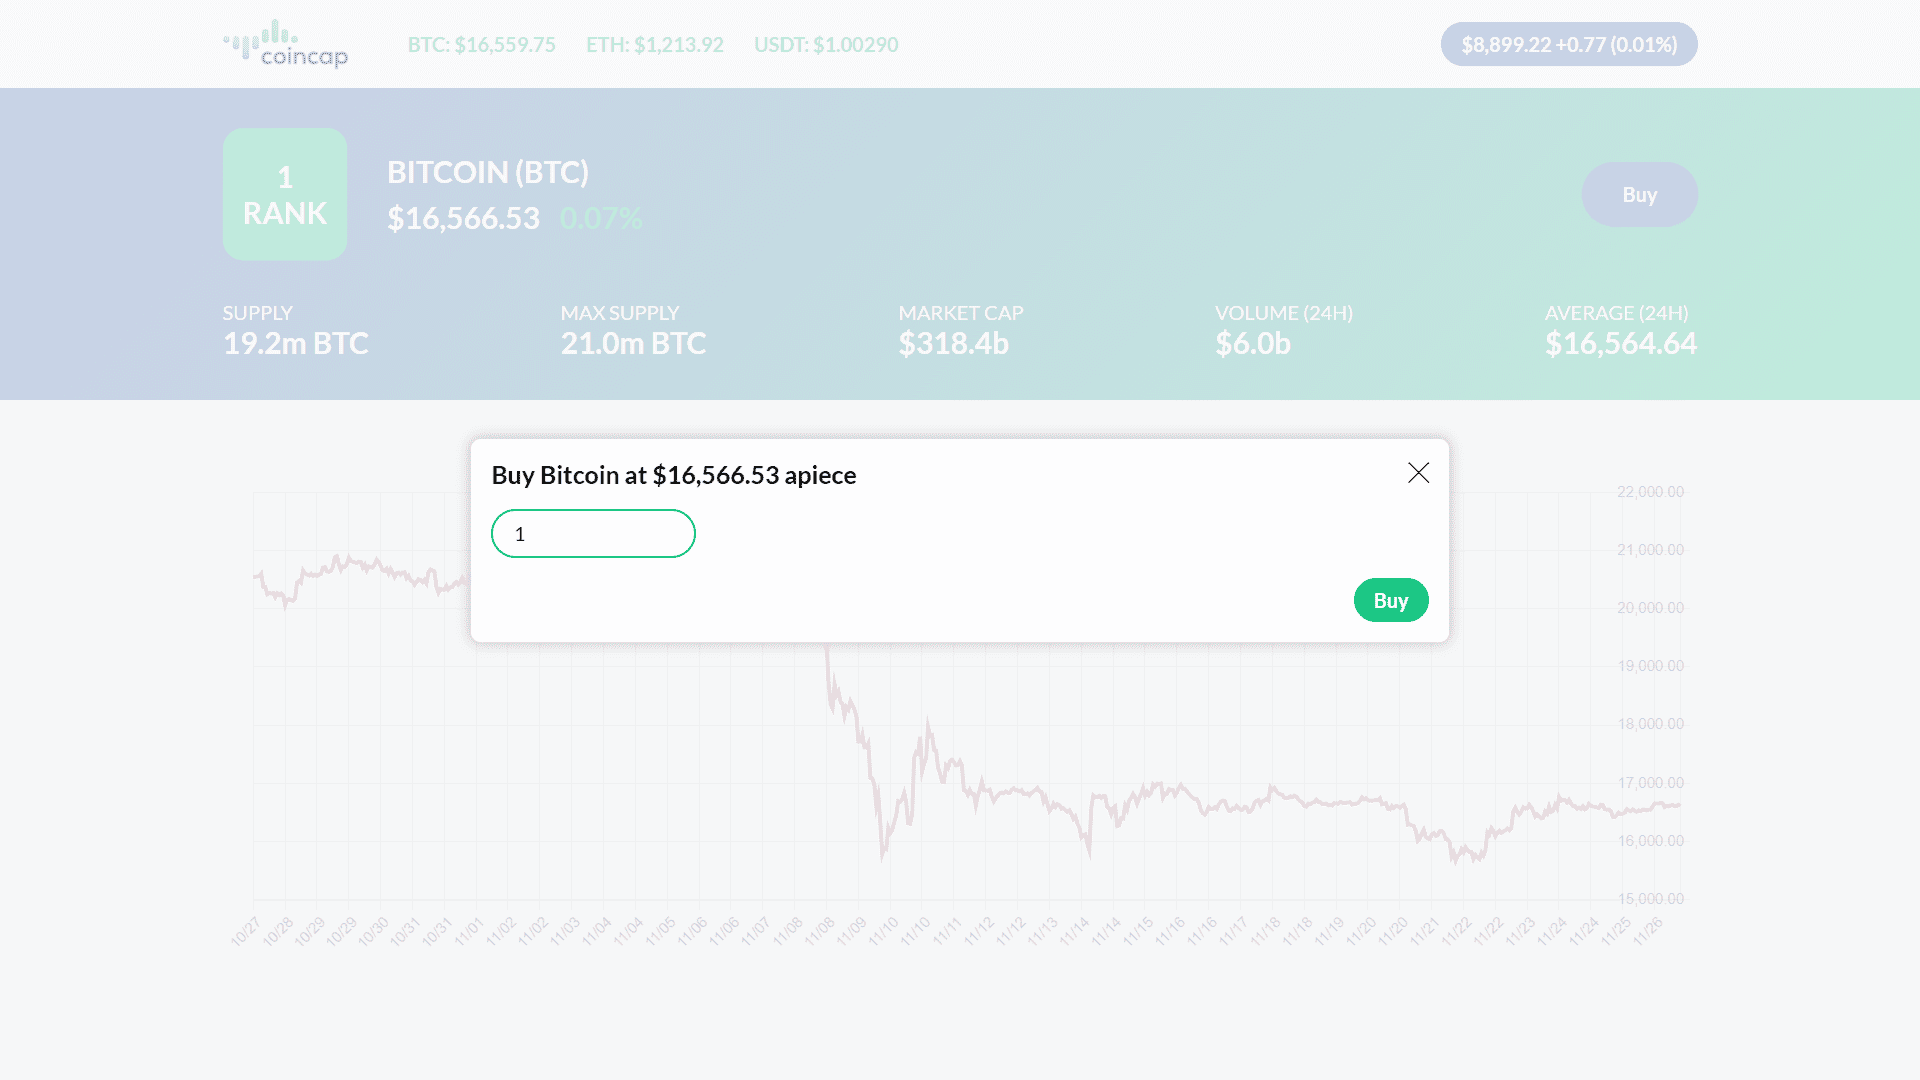 coincap
BTC: $16,559.75 ETH: $1,213.92 USDT: $1.00290
$8,899.22 +0.77 (0.01%)
1
RANK
BITCOIN (BTC)
$16,566.53 0.07%
Buy
SUPPLY
19.2m BTC
MAX SUPPLY
21.0m BTC
MARKET CAP
$318.4b
VOLUME (24H)
$6.0b
AVERAGE (24H)
$16,564.64
Buy Bitcoin at $16,566.53 apiece
1
Buy
22,000.00
21,000.00
20,000.00
19,000.00
18,000.00
17,000.00
16,000.00
15,000.00
10/27 10/28 10/29 10/29 10/30 10/31 10/31 11/01 11/02 11/02 11/03 11/04 11/04 11/05 11/06 11/06 11/07 11/08 11/08 11/09 11/10 11/10 11/11 11/12 11/12 11/13 11/14 11/14 11/15 11/16 11/16 11/17 11/18 11/18 11/19 11/20 11/20 11/21 11/22 11/22 11/23 11/24 11/24 11/25 11/26